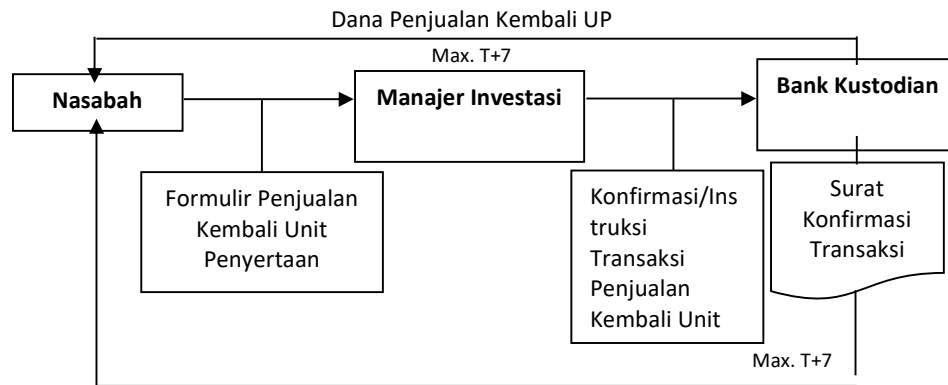 Dana Penjualan Kembali UP
Max. T+7
Nasabah
Manajer Investasi
Bank Kustodian
Formulir Penjualan
Kembali Unit
Penyertaan
Konfirmasi/Ins
truksi
Transaksi
Penjualan
Kembali Unit
Surat
Konfirmasi
Transaksi
Max. T+7